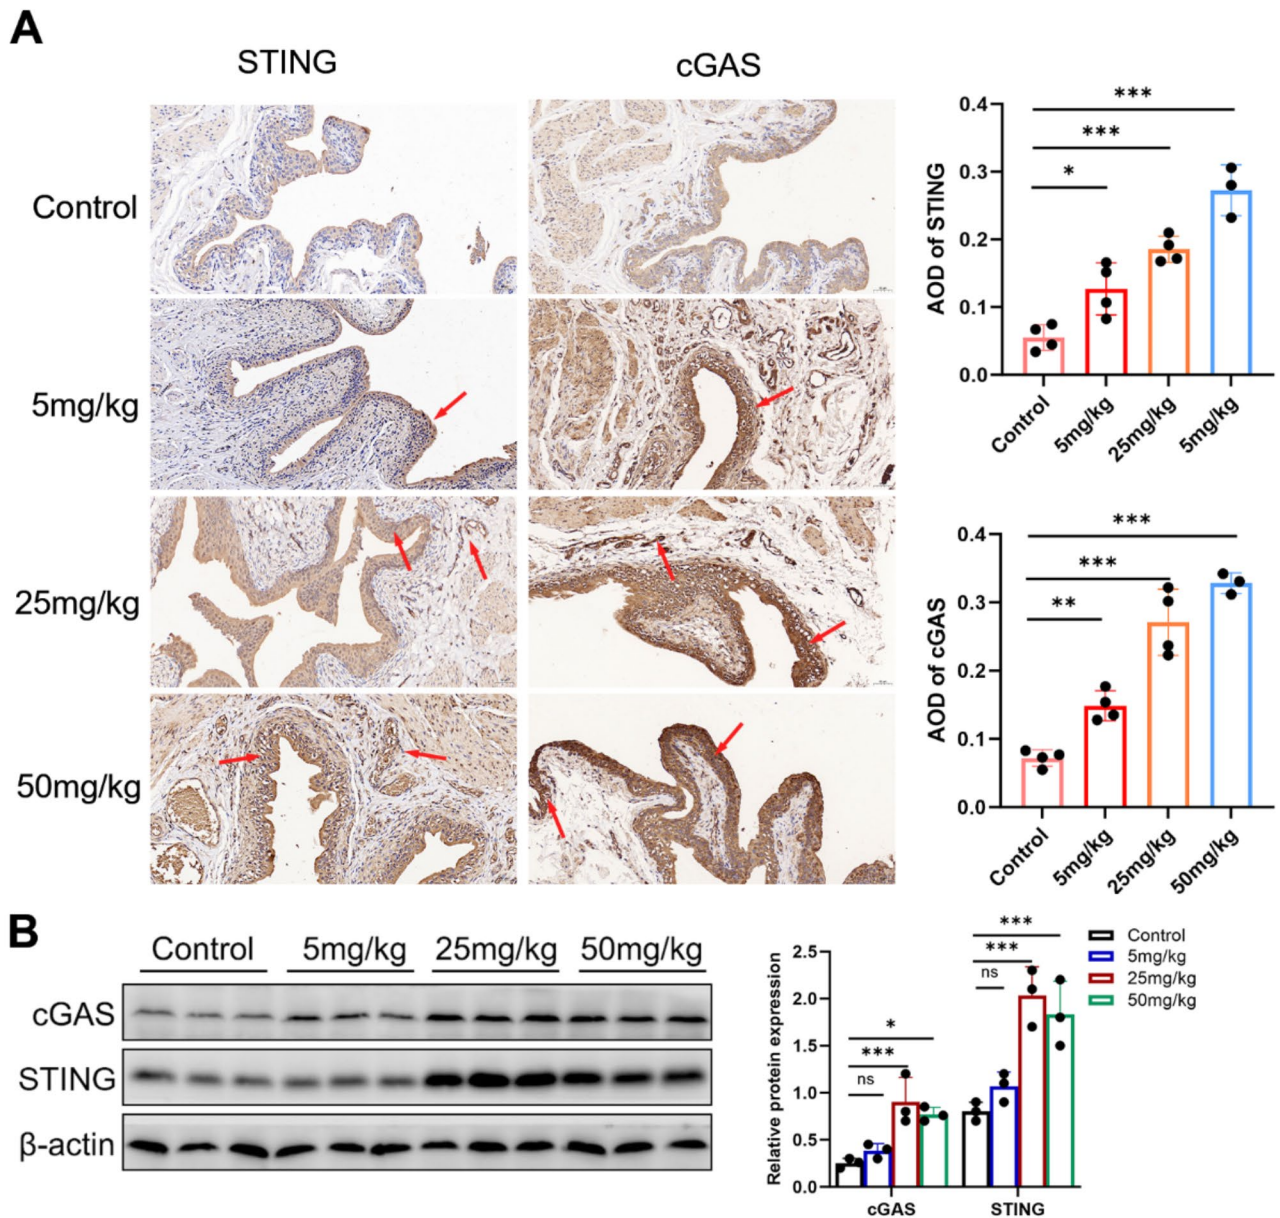 A
STING
cGAS
Control
5mg/kg
25mg/kg
50mg/kg
AOD of STING
0.4
0.3
0.2
0.1
0.0
***
***
*
Control
5mg/kg
25mg/kg
5mg/kg
AOD of cGAS
0.4
0.3
0.2
0.1
0.0
***
***
**
Control
5mg/kg
25mg/kg
50mg/kg
B
Control 5mg/kg 25mg/kg 50mg/kg
cGAS
STING
β-actin
Relative protein expression
2.5
2.0
1.5
1.0
0.5
0.0
*
***
ns
***
***
ns
cGAS STING
Control
5mg/kg
25mg/kg
50mg/kg